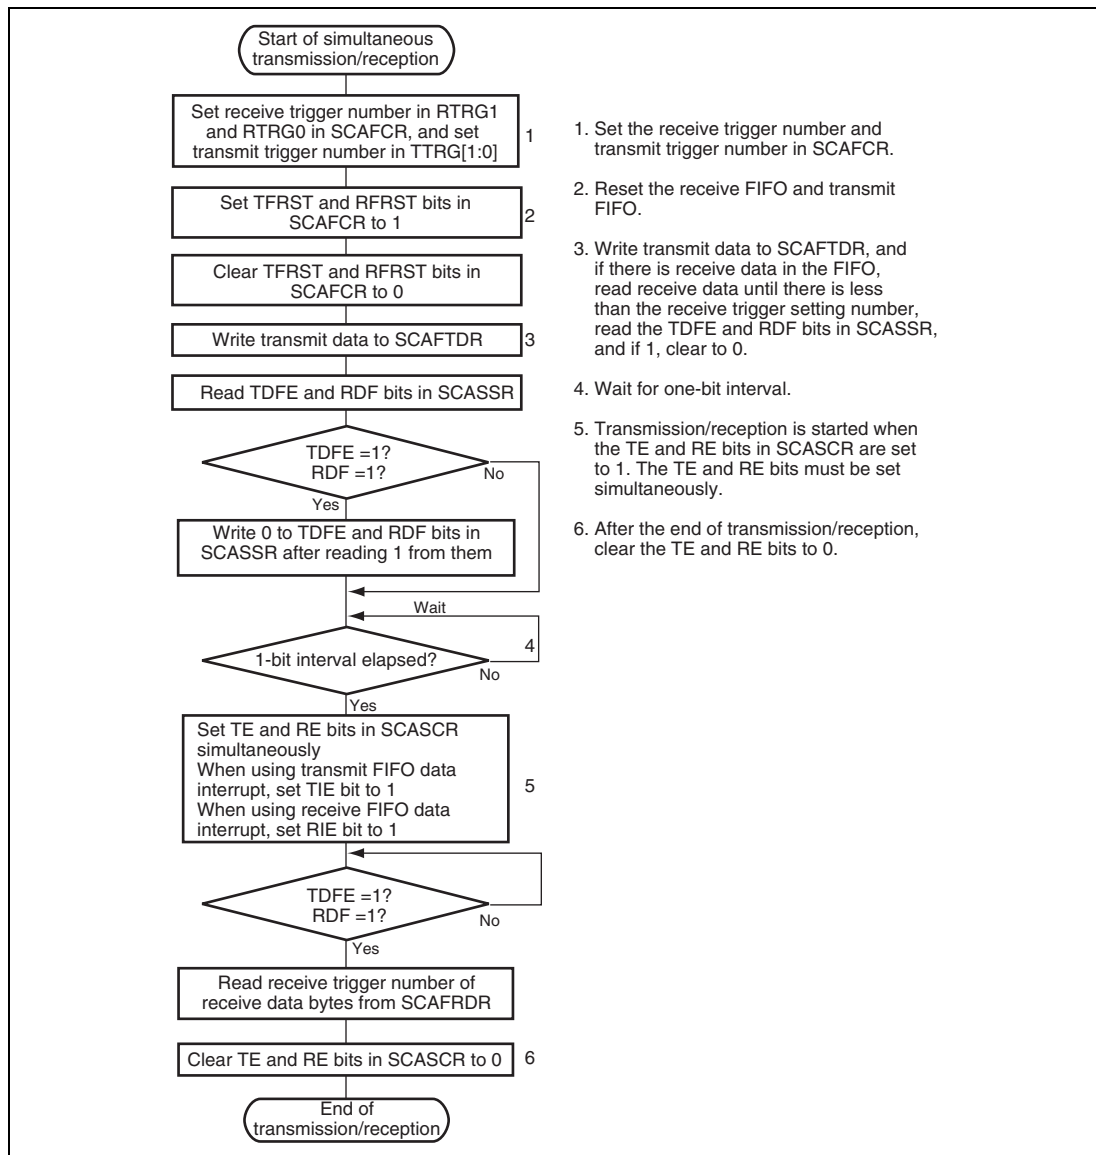 Start of simultaneous
transmission/reception
Set receive trigger number in RTRG1
and RTRG0 in SCAFCR, and set
transmit trigger number in TTRG[1:0]
1
Set TFRST and RFRST bits in
SCAFCR to 1
2
Clear TFRST and RFRST bits in
SCAFCR to 0
Write transmit data to SCAFTDR
3
Read TDFE and RDF bits in SCASSR
TDFE =1?
RDF =1?
No
Yes
Write 0 to TDFE and RDF bits in
SCASSR after reading 1 from them
Wait
1-bit interval elapsed?
4
No
Yes
Set TE and RE bits in SCASCR
simultaneously
When using transmit FIFO data
interrupt, set TIE bit to 1
When using receive FIFO data
interrupt, set RIE bit to 1
5
TDFE =1?
RDF =1?
No
Yes
Read receive trigger number of
receive data bytes from SCAFRDR
Clear TE and RE bits in SCASCR to 0
6
End of
transmission/reception
1. Set the receive trigger number and
transmit trigger number in SCAFCR.
2. Reset the receive FIFO and transmit
FIFO.
3. Write transmit data to SCAFTDR, and
if there is receive data in the FIFO,
read receive data until there is less
than the receive trigger setting number,
read the TDFE and RDF bits in SCASSR,
and if 1, clear to 0.
4. Wait for one-bit interval.
5. Transmission/reception is started when
the TE and RE bits in SCASCR are set
to 1. The TE and RE bits must be set
simultaneously.
6. After the end of transmission/reception,
clear the TE and RE bits to 0.